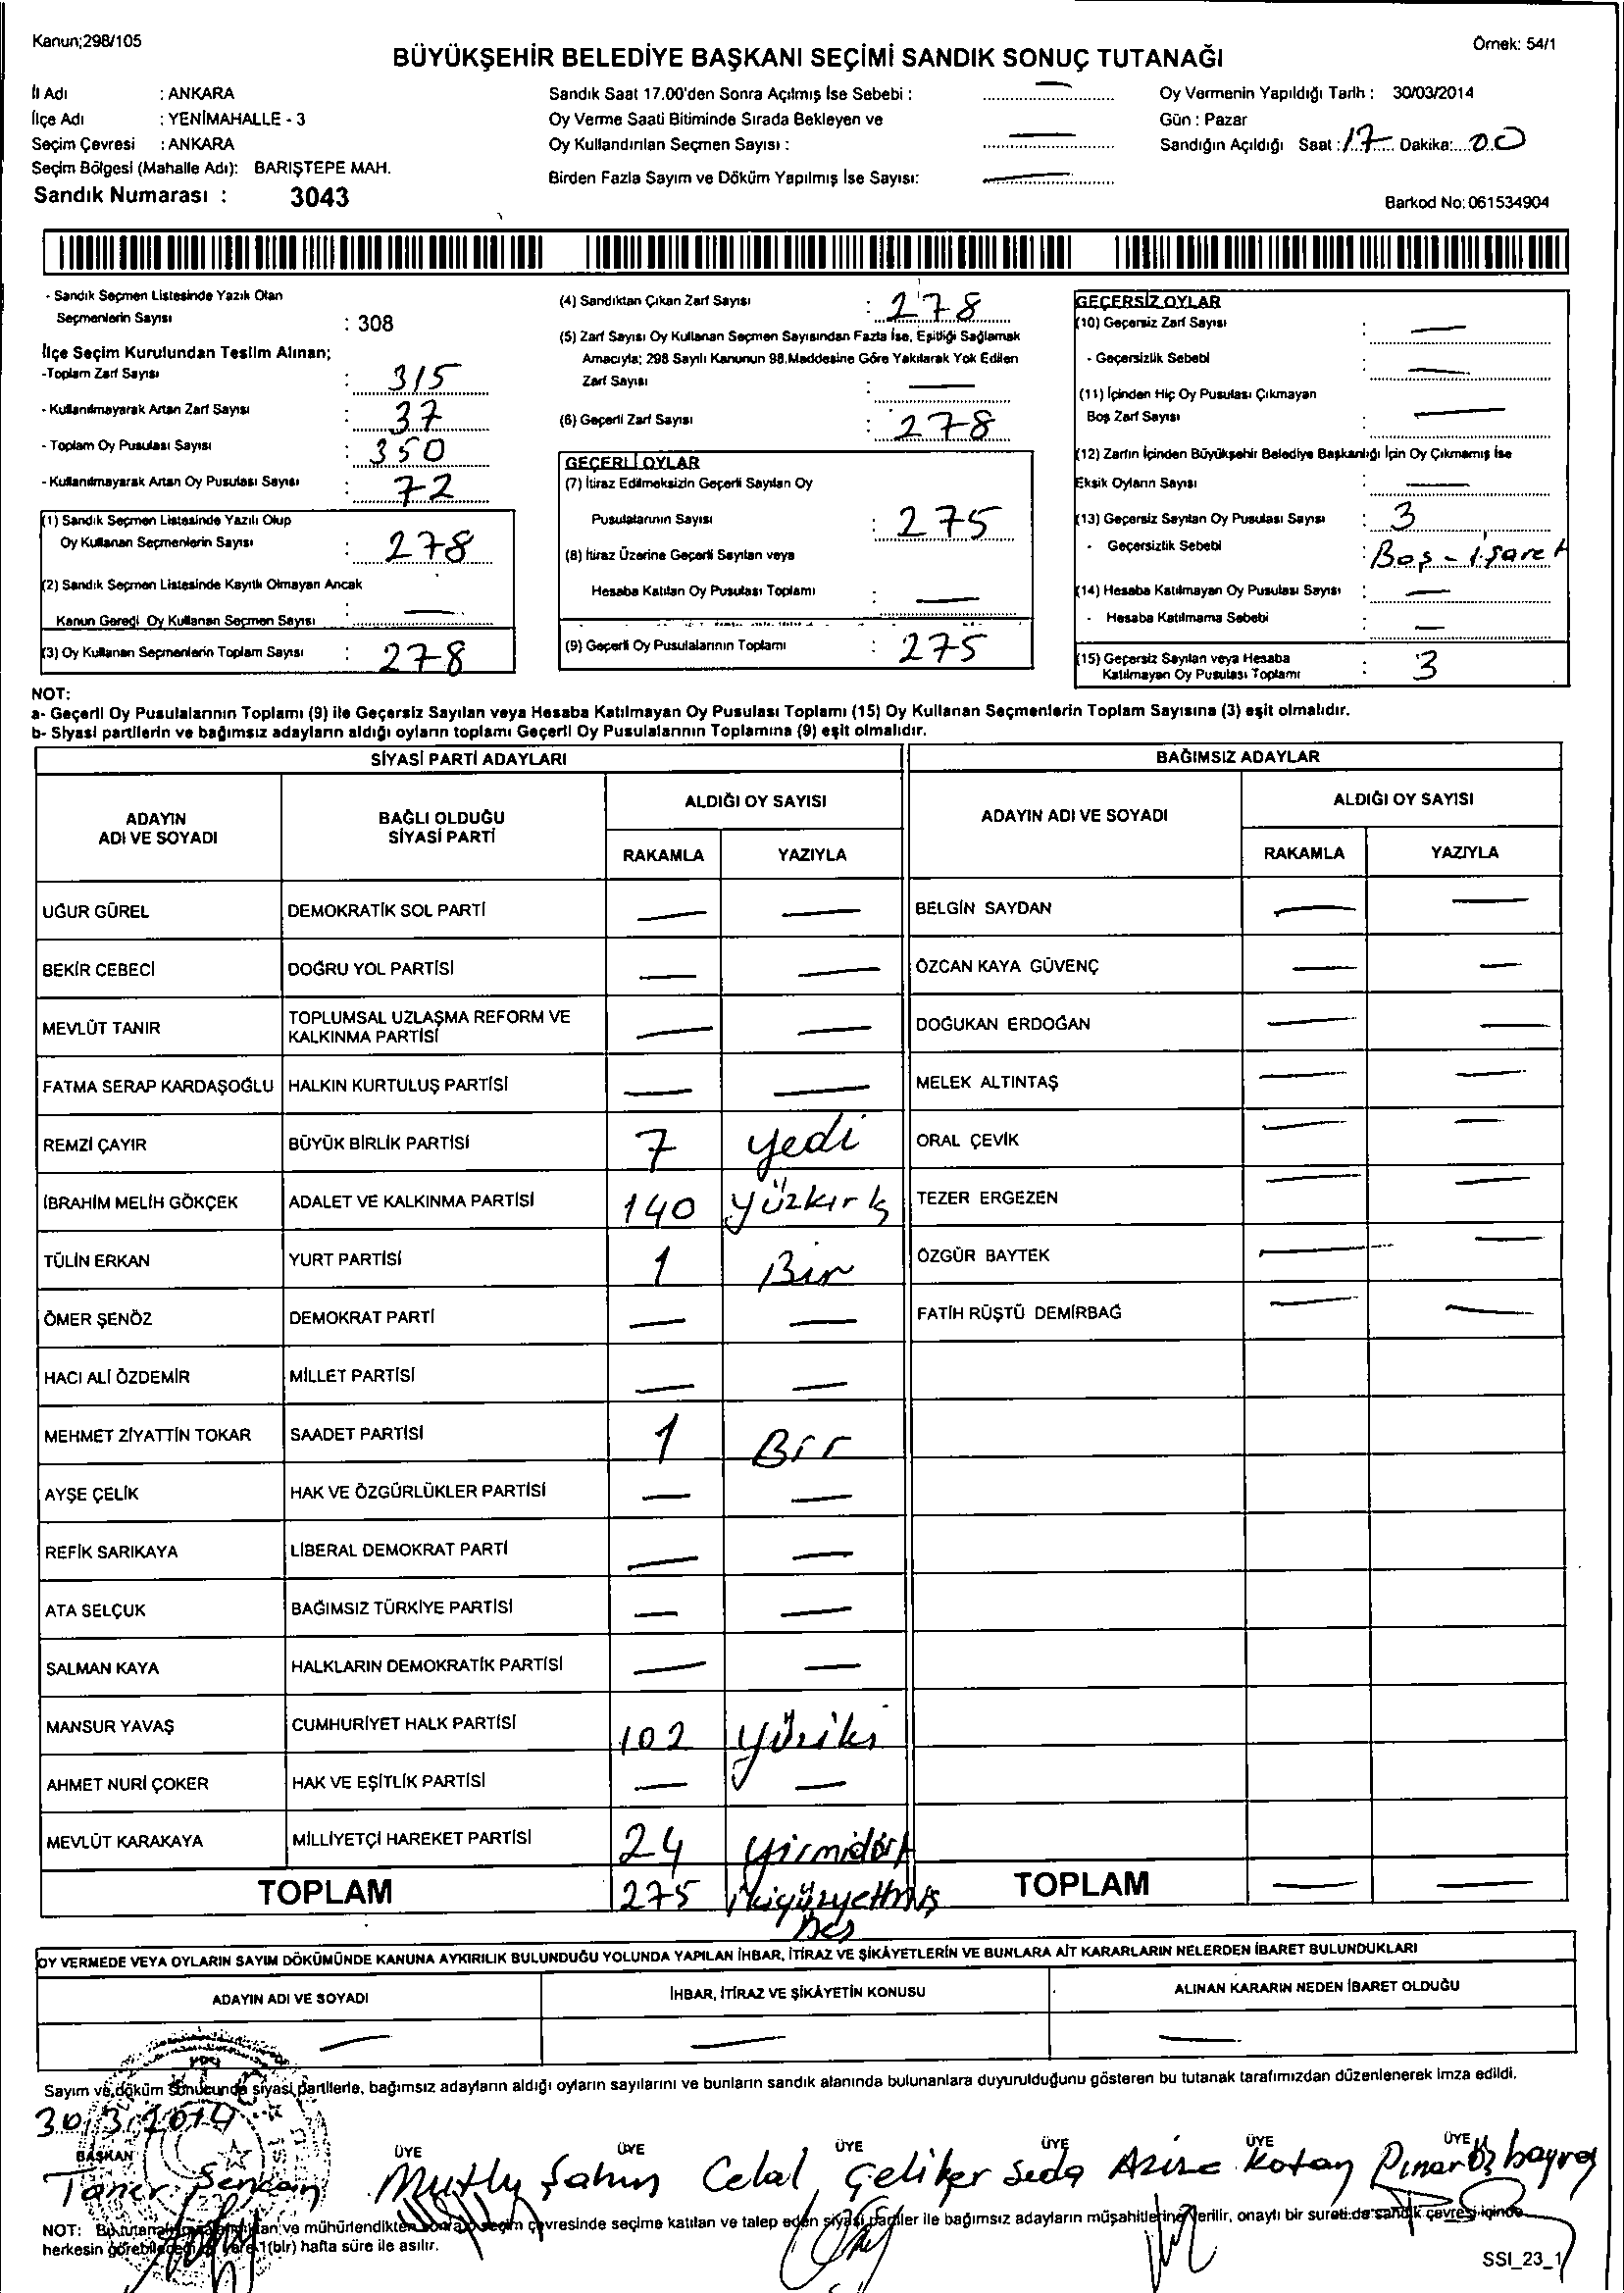 Kanun;298/105
Örnek: 54/1
BÜYÜKŞEHİR BELEDİYE BAŞKANI SEÇİMİ SANDIK SONUÇ TUTANAĞI
İl Adı : ANKARA
İlçe Adı : YENİMAHALLE - 3
Seçim Çevresi : ANKARA
Seçim Bölgesi (Mahalle Adı): BARIŞTEPE MAH.
Sandık Numarası : 3043
Sandık Saat 17.00'den Sonra Açılmış İse Sebebi : —
Oy Verme Saati Bitiminde Sırada Bekleyen ve
Oy Kullandırılan Seçmen Sayısı : —
Birden Fazla Sayım ve Döküm Yapılmış İse Sayısı: —
Oy Vermenin Yapıldığı Tarih : 30/03/2014
Gün : Pazar
Sandığın Açıldığı Saat : 17 Dakika: 00
Barkod No: 061534904
- Sandık Seçmen Listesinde Yazılı Olan
Seçmenlerin Sayısı : 308
İlçe Seçim Kurulundan Teslim Alınan;
-Toplam Zarf Sayısı : 315
- Kullanılmayarak Artan Zarf Sayısı : 37
- Toplam Oy Pusulası Sayısı : 350
- Kullanılmayarak Artan Oy Pusulası Sayısı : 72
(1) Sandık Seçmen Listesinde Yazılı Olup
Oy Kullanan Seçmenlerin Sayısı : 278
(2) Sandık Seçmen Listesinde Kayıtlı Olmayan Ancak
Kanun Gereği Oy Kullanan Seçmen Sayısı : —
(3) Oy Kullanan Seçmenlerin Toplam Sayısı : 278
(4) Sandıktan Çıkan Zarf Sayısı : 278
(5) Zarf Sayısı Oy Kullanan Seçmen Sayısından Fazla İse, Eşitliği Sağlamak
Amacıyla; 298 Sayılı Kanunun 98.Maddesine Göre Yakılarak Yok Edilen
Zarf Sayısı : —
(6) Geçerli Zarf Sayısı : 278
GEÇERLİ OYLAR
(7) İtiraz Edilmeksizin Geçerli Sayılan Oy
Pusulalarının Sayısı : 275
(8) İtiraz Üzerine Geçerli Sayılan veya
Hesaba Katılan Oy Pusulası Toplamı : —
(9) Geçerli Oy Pusulalarının Toplamı : 275
GEÇERSİZ OYLAR
(10) Geçersiz Zarf Sayısı : —
- Geçersizlik Sebebi : —
(11) İçinden Hiç Oy Pusulası Çıkmayan
Boş Zarf Sayısı : —
(12) Zarfın İçinden Büyükşehir Belediye Başkanlığı İçin Oy Çıkmamış İse
Eksik Oyların Sayısı : —
(13) Geçersiz Sayılan Oy Pusulası Sayısı : 3
- Geçersizlik Sebebi : Boş - işaret
(14) Hesaba Katılmayan Oy Pusulası Sayısı : —
- Hesaba Katılmama Sebebi : —
(15) Geçersiz Sayılan veya Hesaba
Katılmayan Oy Pusulası Toplamı : 3
NOT:
a- Geçerli Oy Pusulalarının Toplamı (9) ile Geçersiz Sayılan veya Hesaba Katılmayan Oy Pusulası Toplamı (15) Oy Kullanan Seçmenlerin Toplam Sayısına (3) eşit olmalıdır.
b- Siyasi partilerin ve bağımsız adayların aldığı oyların toplamı Geçerli Oy Pusulalarının Toplamına (9) eşit olmalıdır.
SİYASİ PARTİ ADAYLARI
ADAYIN ADI VE SOYADI
BAĞLI OLDUĞU SİYASİ PARTİ
ALDIĞI OY SAYISI
RAKAMLA YAZIYLA
UĞUR GÜREL DEMOKRATİK SOL PARTİ — —
BEKİR CEBECİ DOĞRU YOL PARTİSİ — —
MEVLÜT TANIR TOPLUMSAL UZLAŞMA REFORM VE KALKINMA PARTİSİ — —
FATMA SERAP KARDAŞOĞLU HALKIN KURTULUŞ PARTİSİ — —
REMZİ ÇAYIR BÜYÜK BİRLİK PARTİSİ 7 yedi
İBRAHİM MELİH GÖKÇEK ADALET VE KALKINMA PARTİSİ 140 yüzkırk
TÜLİN ERKAN YURT PARTİSİ 1 Bir
ÖMER ŞENÖZ DEMOKRAT PARTİ — —
HACI ALİ ÖZDEMİR MİLLET PARTİSİ — —
MEHMET ZİYATTİN TOKAR SAADET PARTİSİ 1 Bir
AYŞE ÇELİK HAK VE ÖZGÜRLÜKLER PARTİSİ — —
REFİK SARIKAYA LİBERAL DEMOKRAT PARTİ — —
ATA SELÇUK BAĞIMSIZ TÜRKİYE PARTİSİ — —
SALMAN KAYA HALKLARIN DEMOKRATİK PARTİSİ — —
MANSUR YAVAŞ CUMHURİYET HALK PARTİSİ 102 yüziki
AHMET NURİ ÇOKER HAK VE EŞİTLİK PARTİSİ — —
MEVLÜT KARAKAYA MİLLİYETÇİ HAREKET PARTİSİ 24 yirmidört
TOPLAM 275 ikiyüzyetmiş beş
BAĞIMSIZ ADAYLAR
ADAYIN ADI VE SOYADI
ALDIĞI OY SAYISI
RAKAMLA YAZIYLA
BELGİN SAYDAN — —
ÖZCAN KAYA GÜVENÇ — —
DOĞUKAN ERDOĞAN — —
MELEK ALTINTAŞ — —
ORAL ÇEVİK — —
TEZER ERGEZEN — —
ÖZGÜR BAYTEK — —
FATİH RÜŞTÜ DEMİRBAĞ — —
TOPLAM — —
OY VERMEDE VEYA OYLARIN SAYIM DÖKÜMÜNDE KANUNA AYKIRILIK BULUNDUĞU YOLUNDA YAPILAN İHBAR, İTİRAZ VE ŞİKÂYETLERİN VE BUNLARA AİT KARARLARIN NELERDEN İBARET BULUNDUKLARI
ADAYIN ADI VE SOYADI İHBAR, İTİRAZ VE ŞİKÂYETİN KONUSU ALINAN KARARIN NEDEN İBARET OLDUĞU
— — —
Sayım ve döküm sonucunda siyasi partilerle, bağımsız adayların aldığı oyların sayılarını ve bunların sandık alanında bulunanlara duyurulduğunu gösteren bu tutanak tarafımızdan düzenlenerek imza edildi.
30/3/2014
BAŞKAN ÜYE ÜYE ÜYE ÜYE ÜYE ÜYE
Taner Şencan Mutlu Şahin Celal Çeliker Seda Azize Kotan Pınar Özbayraş
NOT: Bu tutanak ve mühürlendikten sonra seçim çevresinde seçime katılan ve talep eden siyasi partiler ile bağımsız adayların müşahitlerine verilir, onaylı bir sureti de sandık çevresi içinde
herkesin görebileceği bir yere 1(bir) hafta süre ile asılır.
SSI_23_1